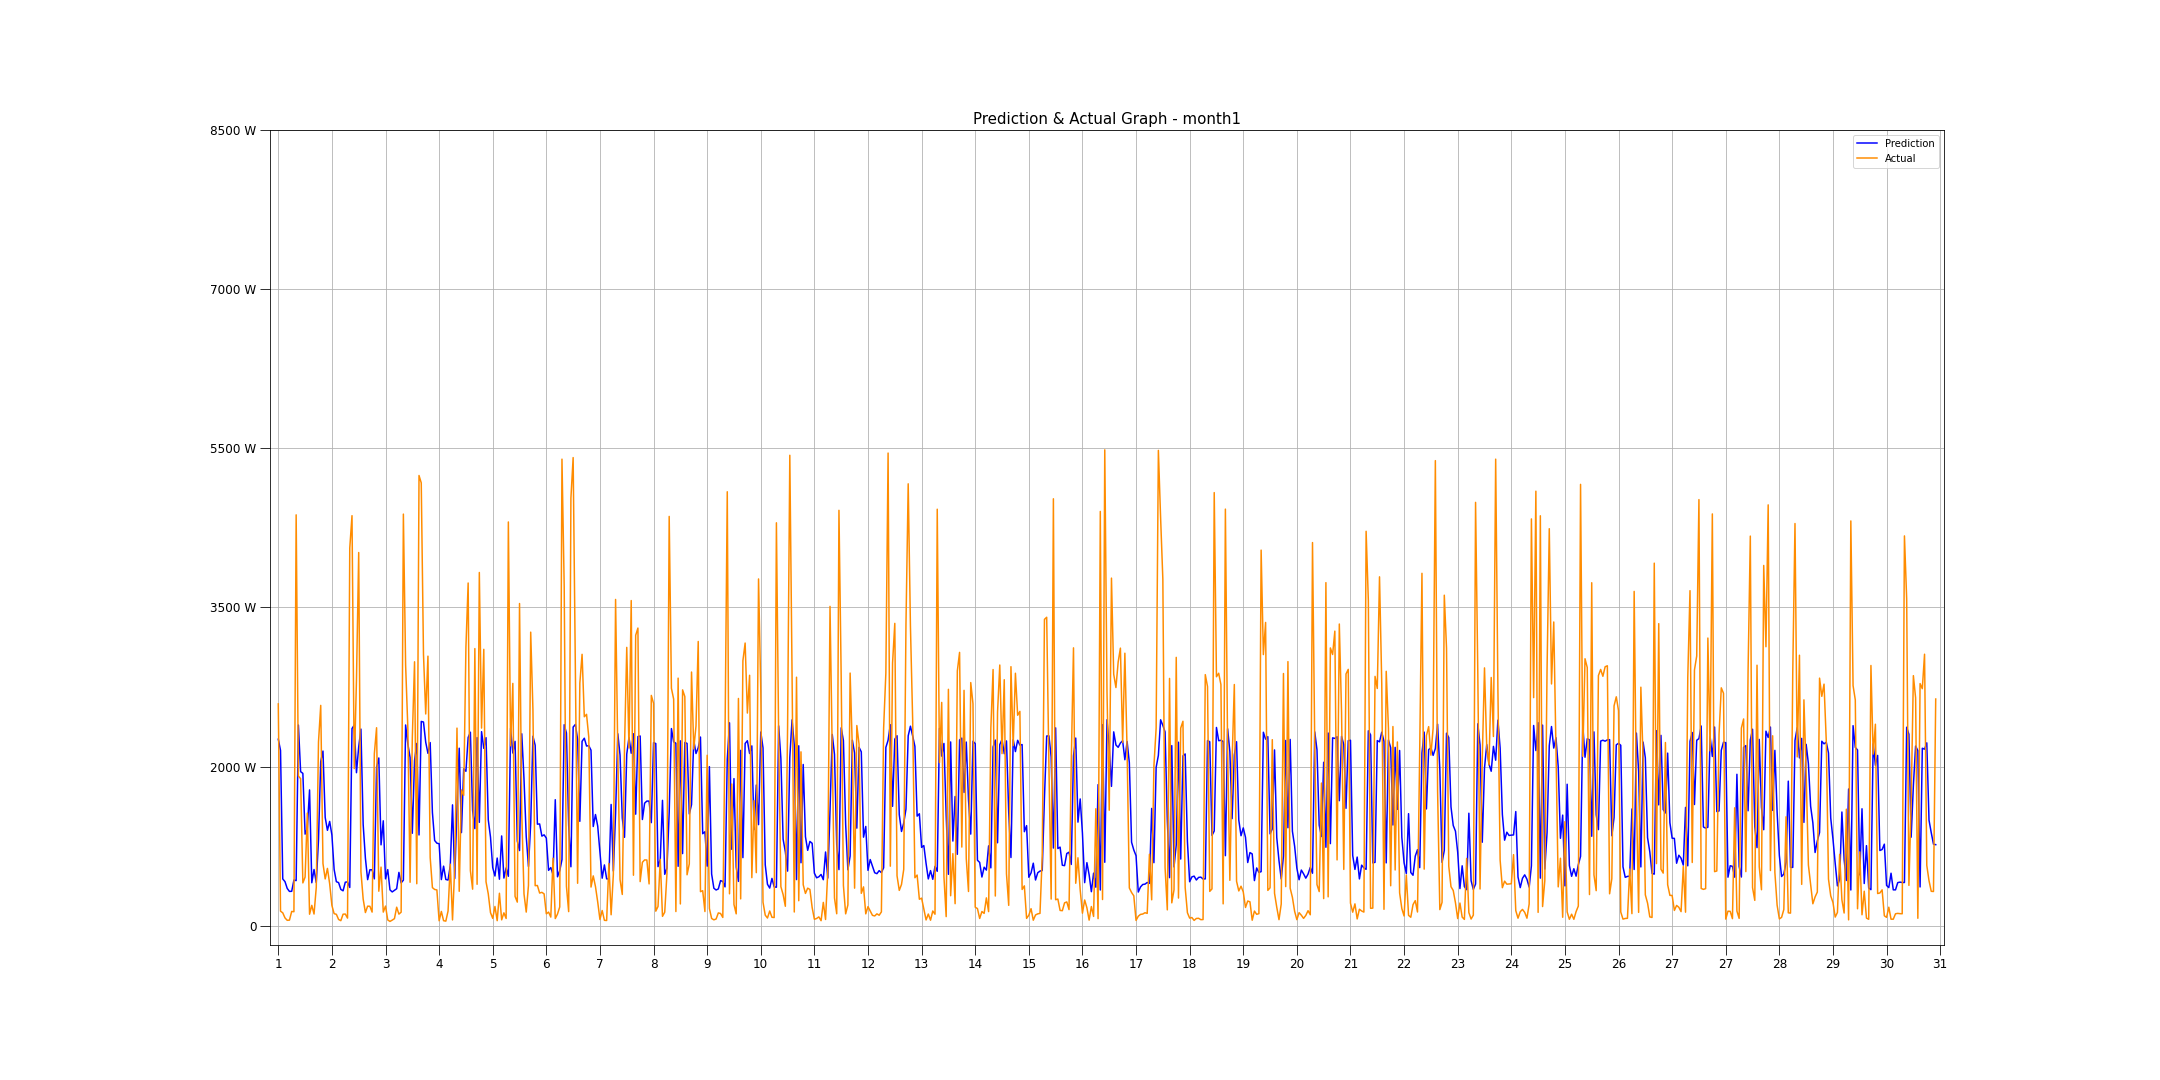 Prediction & Actual Graph - month1
8500 W
Prediction
Actual
7000 W
5500 W
3500 W
2000 W
0
1 2 3 4 5 6 7 8 9 10 11 12 13 14 15 16 17 18 19 20 21 22 23 24 25 26 27 27 28 29 30 31